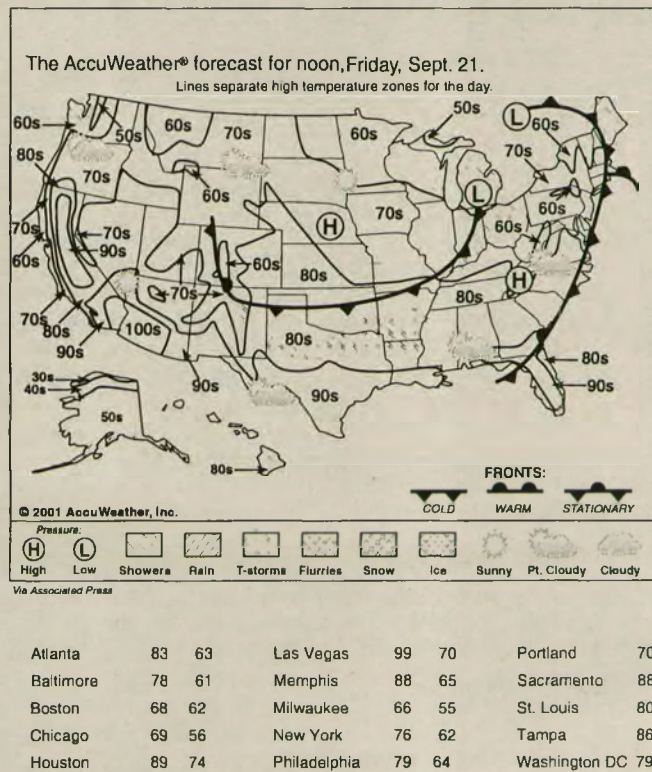 The AccuWeather® forecast for noon, Friday, Sept. 21.
Lines separate high temperature zones for the day.
50s
60s
50s
60s
70s
60s
L
60s
80s
70s
60s
70s
L
70s
H
70s
60s
70s
70s
90s
60s
80s
H
60s
70s
80s
70s
80s
100s
80s
90s
90s
90s
80s
90s
30s
40s
50s
80s
FRONTS:
COLD WARM STATIONARY
© 2001 AccuWeather, Inc.
Pressure:
H L
High Low Showers Rain T-storms Flurries Snow Ice Sunny Pt. Cloudy Cloudy
Via Associated Press
Atlanta 83 63 Las Vegas 99 70 Portland 70
Baltimore 78 61 Memphis 88 65 Sacramento 88
Boston 68 62 Milwaukee 66 55 St. Louis 80
Chicago 69 56 New York 76 62 Tampa 86
Houston 89 74 Philadelphia 79 64 Washington DC 79